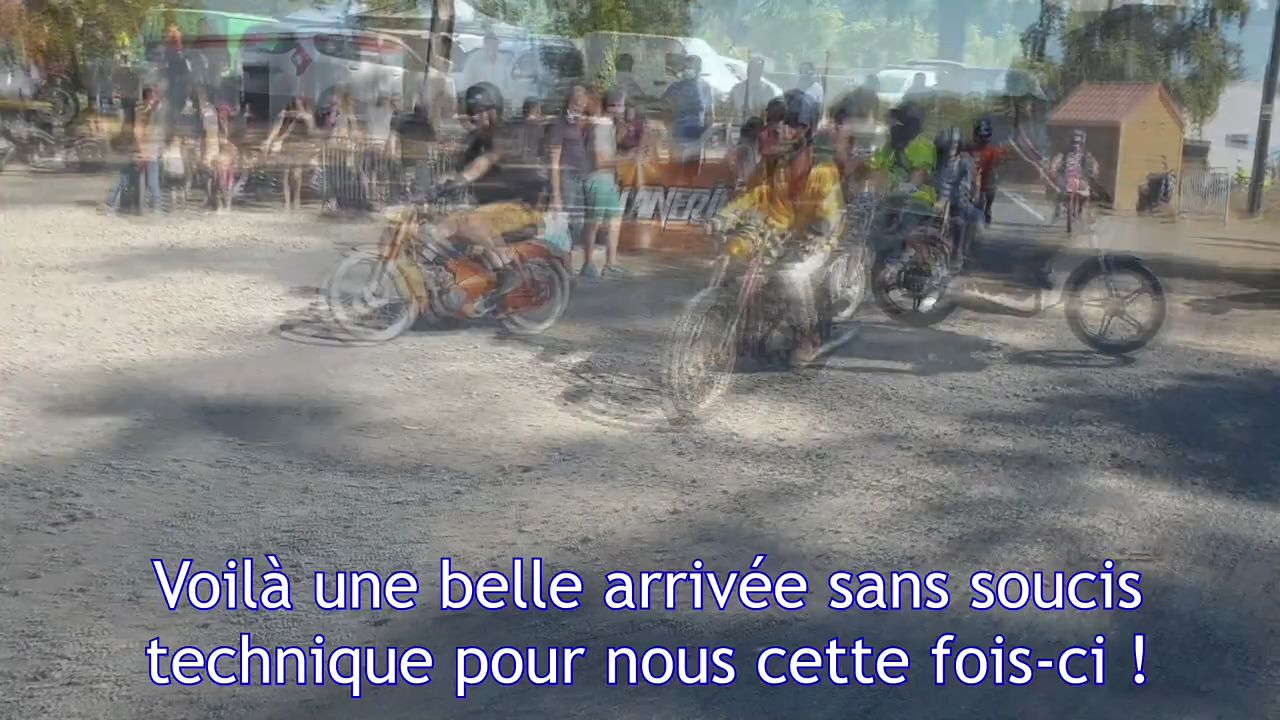 Voilà une belle arrivée sans soucis
technique pour nous cette fois-ci !